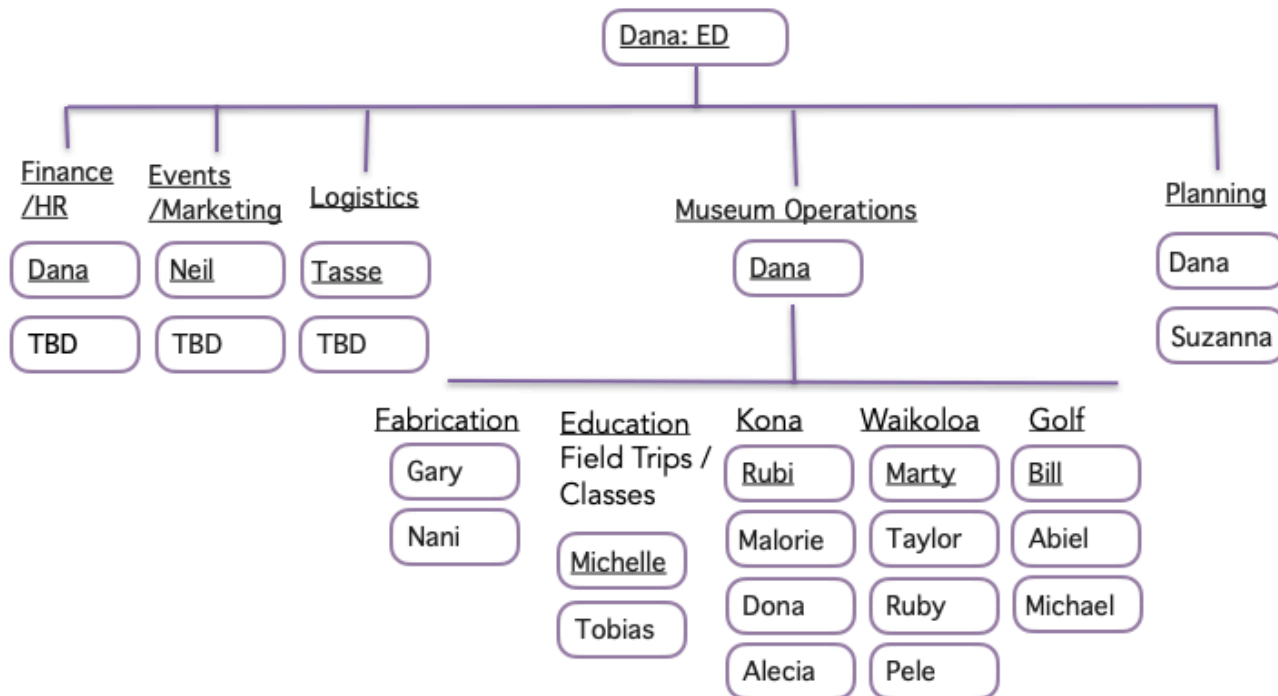 Dana: ED
Finance
/HR
Dana
TBD
Events
/Marketing
Neil
TBD
Logistics
Tasse
TBD
Museum Operations
Dana
Planning
Dana
Suzanna
Fabrication
Gary
Nani
Education
Field Trips /
Classes
Michelle
Tobias
Kona
Rubi
Malorie
Dona
Alecia
Waikoloa
Marty
Taylor
Ruby
Pele
Golf
Bill
Abiel
Michael